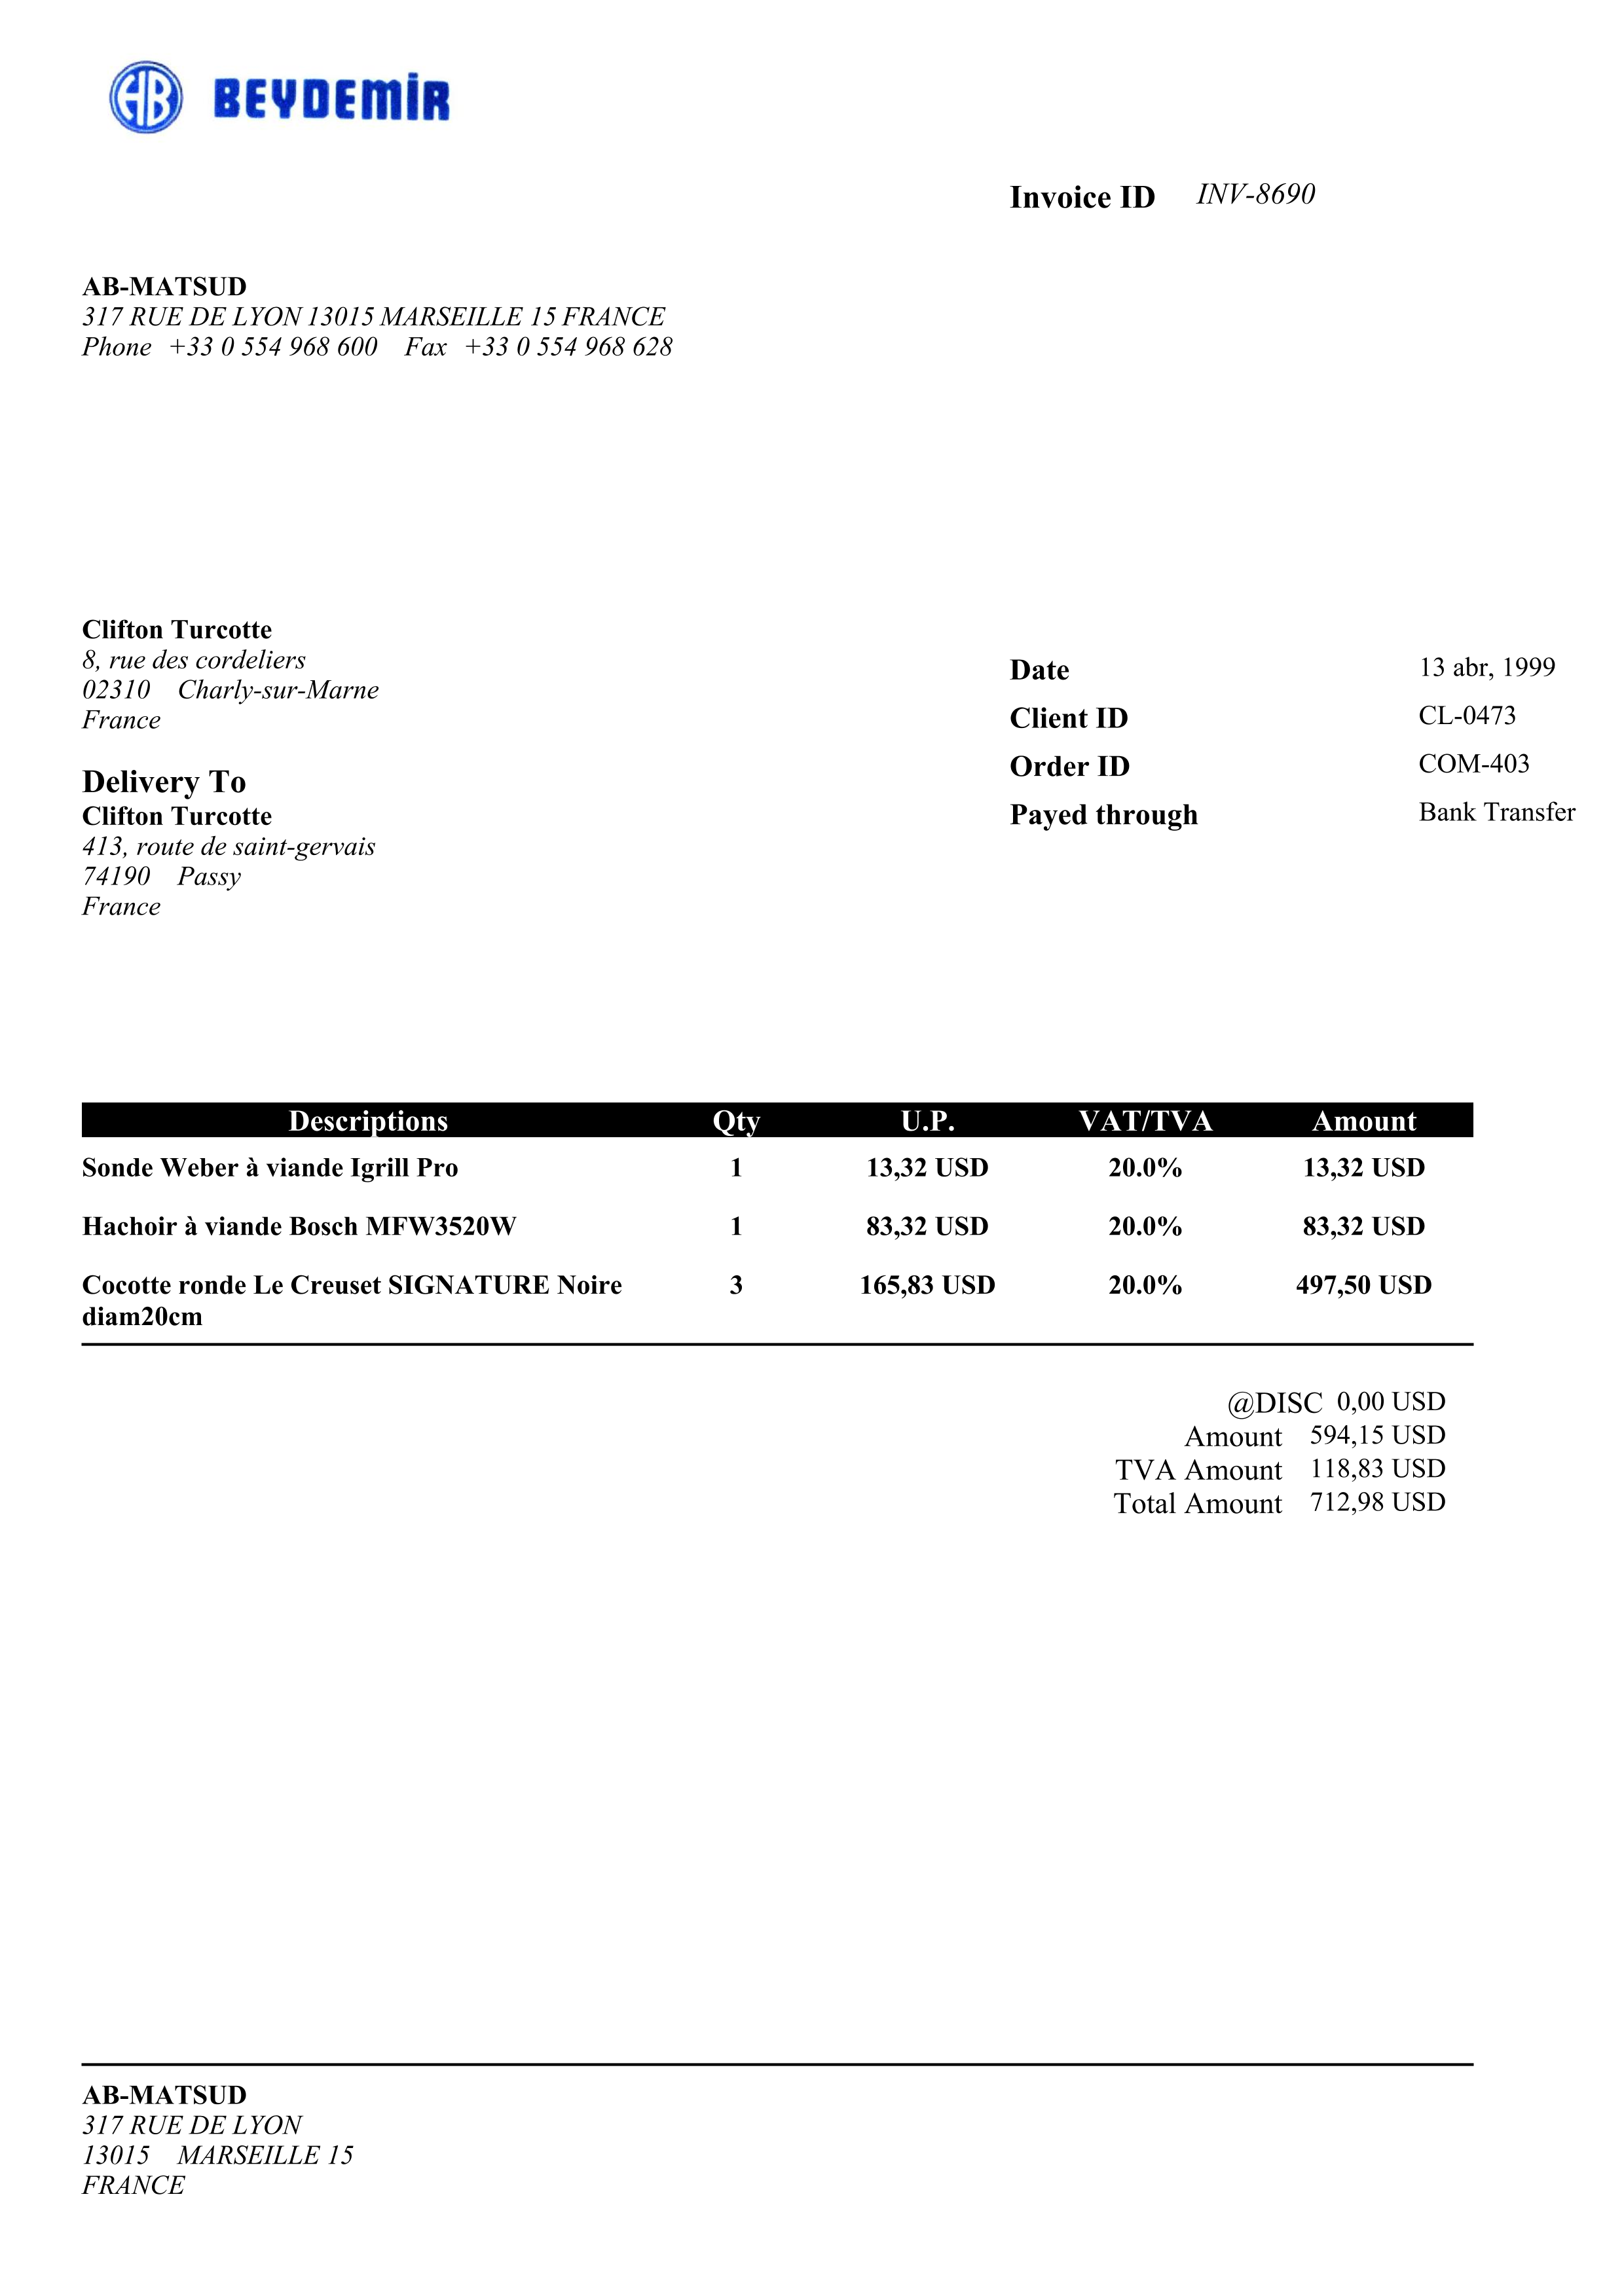 HB BEYDEMİR
Invoice ID INV-8690
AB-MATSUD
317 RUE DE LYON 13015 MARSEILLE 15 FRANCE
Phone +33 0 554 968 600 Fax +33 0 554 968 628
Clifton Turcotte
8, rue des cordeliers
02310 Charly-sur-Marne
France
Delivery To
Clifton Turcotte
413, route de saint-gervais
74190 Passy
France
Date 13 abr, 1999
Client ID CL-0473
Order ID COM-403
Payed through Bank Transfer
Descriptions Qty U.P. VAT/TVA Amount
Sonde Weber à viande Igrill Pro 1 13,32 USD 20.0% 13,32 USD
Hachoir à viande Bosch MFW3520W 1 83,32 USD 20.0% 83,32 USD
Cocotte ronde Le Creuset SIGNATURE Noire 3 165,83 USD 20.0% 497,50 USD
diam20cm
@DISC 0,00 USD
Amount 594,15 USD
TVA Amount 118,83 USD
Total Amount 712,98 USD
AB-MATSUD
317 RUE DE LYON
13015 MARSEILLE 15
FRANCE